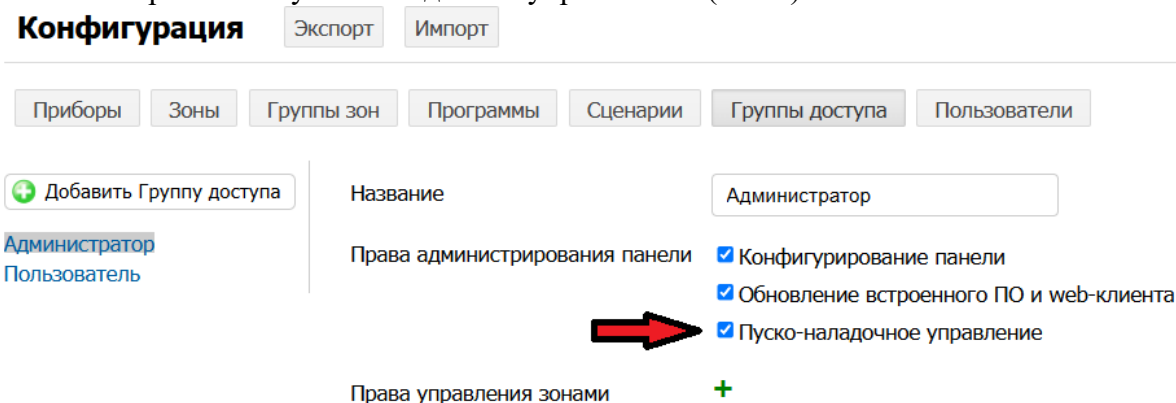 Конфигурация Экспорт Импорт
Приборы Зоны Группы зон Программы Сценарии Группы доступа Пользователи
Добавить Группу доступа
Администратор
Пользователь
Название Администратор
Права администрирования панели Конфигурирование панели
Обновление встроенного ПО и web-клиента
Пуско-наладочное управление
Права управления зонами +